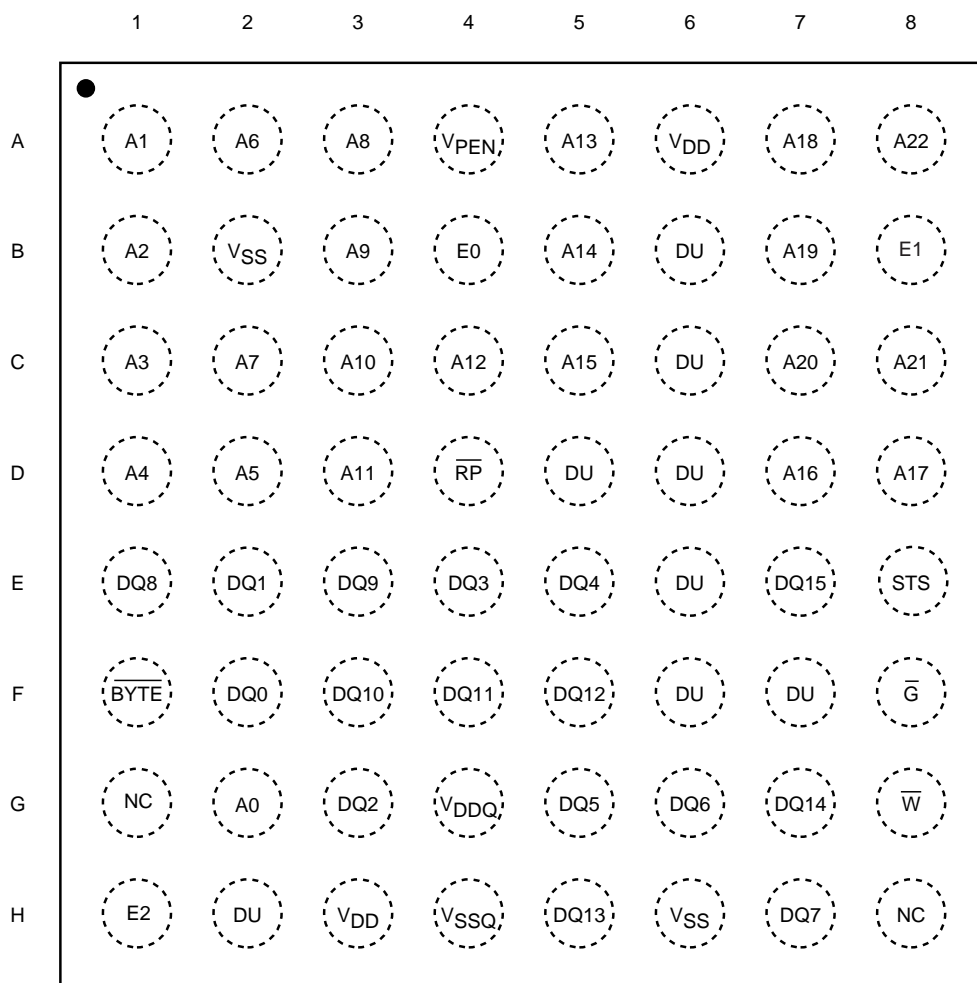 1 2 3 4 5 6 7 8
A A1 A6 A8 VPEN A13 VDD A18 A22
B A2 VSS A9 E0 A14 DU A19 E1
C A3 A7 A10 A12 A15 DU A20 A21
D A4 A5 A11 R̅P̅ DU DU A16 A17
E DQ8 DQ1 DQ9 DQ3 DQ4 DU DQ15 STS
F B̅Y̅T̅E̅ DQ0 DQ10 DQ11 DQ12 DU DU G̅
G NC A0 DQ2 VDDQ DQ5 DQ6 DQ14 W̅
H E2 DU VDD VSSQ DQ13 VSS DQ7 NC